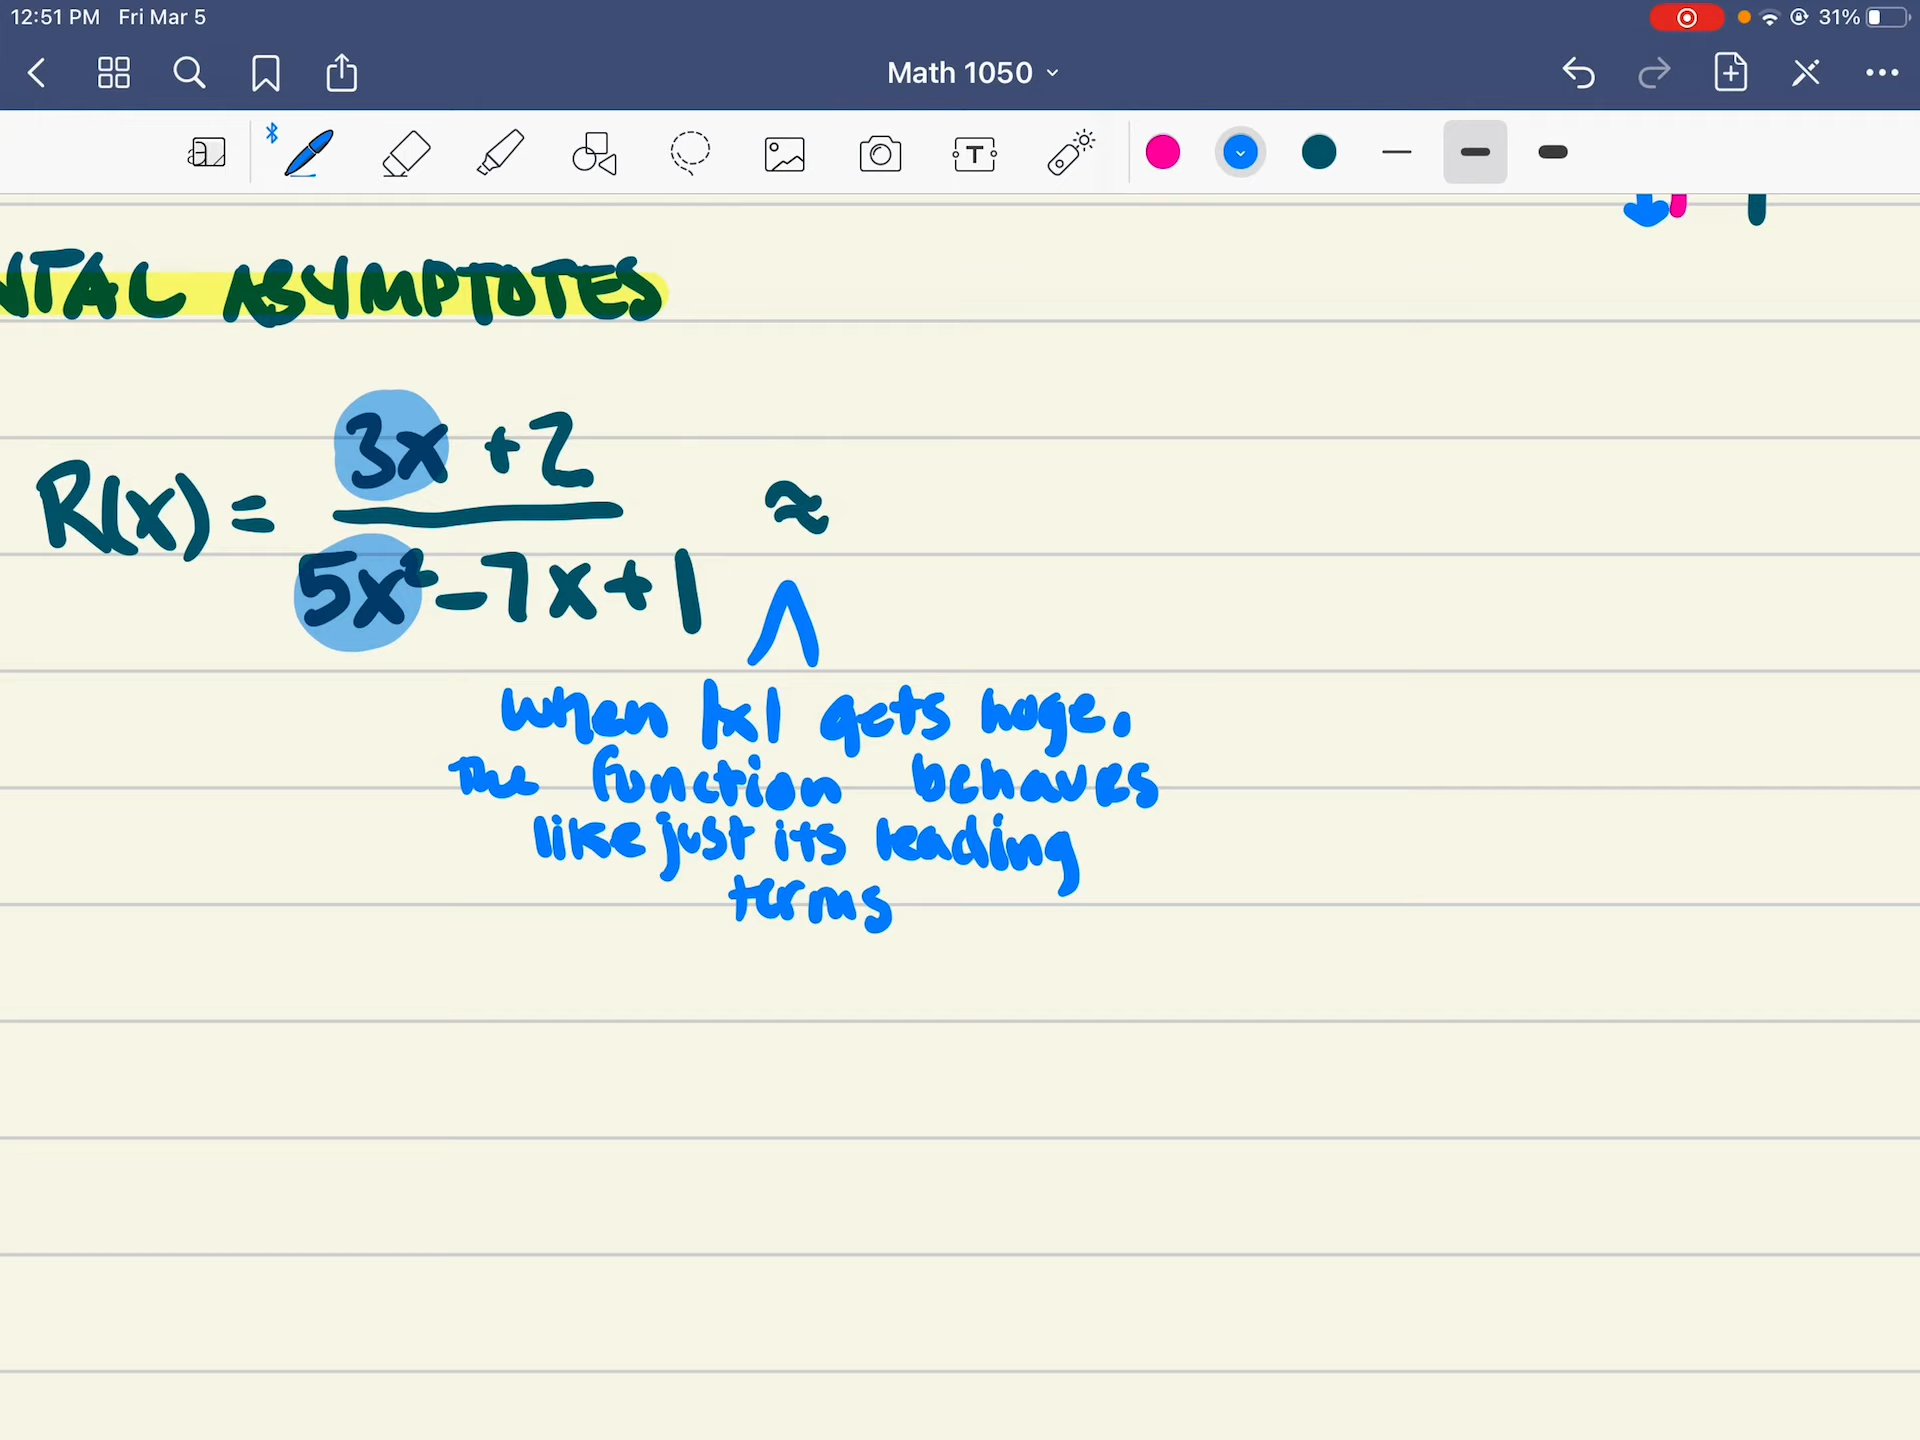 12:51 PM Fri Mar 5
31%
Math 1050
NTAL ASYMPTOTES
R(x) = (3x + 2) / (5x² - 7x + 1) ≈
when |x| gets huge.
The function behaves
like just its leading
terms